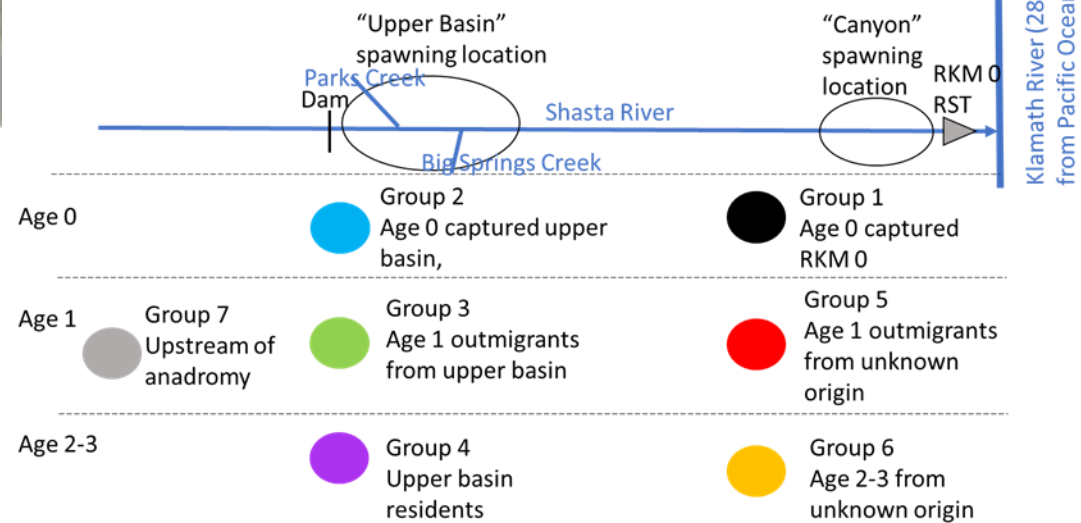 “Upper Basin”
spawning location
“Canyon”
spawning
location
Parks Creek
Dam
RKM 0
RST
Shasta River
Big Springs Creek
Klamath River (28
from Pacific Ocean
Age 0
Group 2
Age 0 captured upper
basin,
Group 1
Age 0 captured
RKM 0
Age 1
Group 7
Upstream of
anadromy
Group 3
Age 1 outmigrants
from upper basin
Group 5
Age 1 outmigrants
from unknown
origin
Age 2-3
Group 4
Upper basin
residents
Group 6
Age 2-3 from
unknown origin